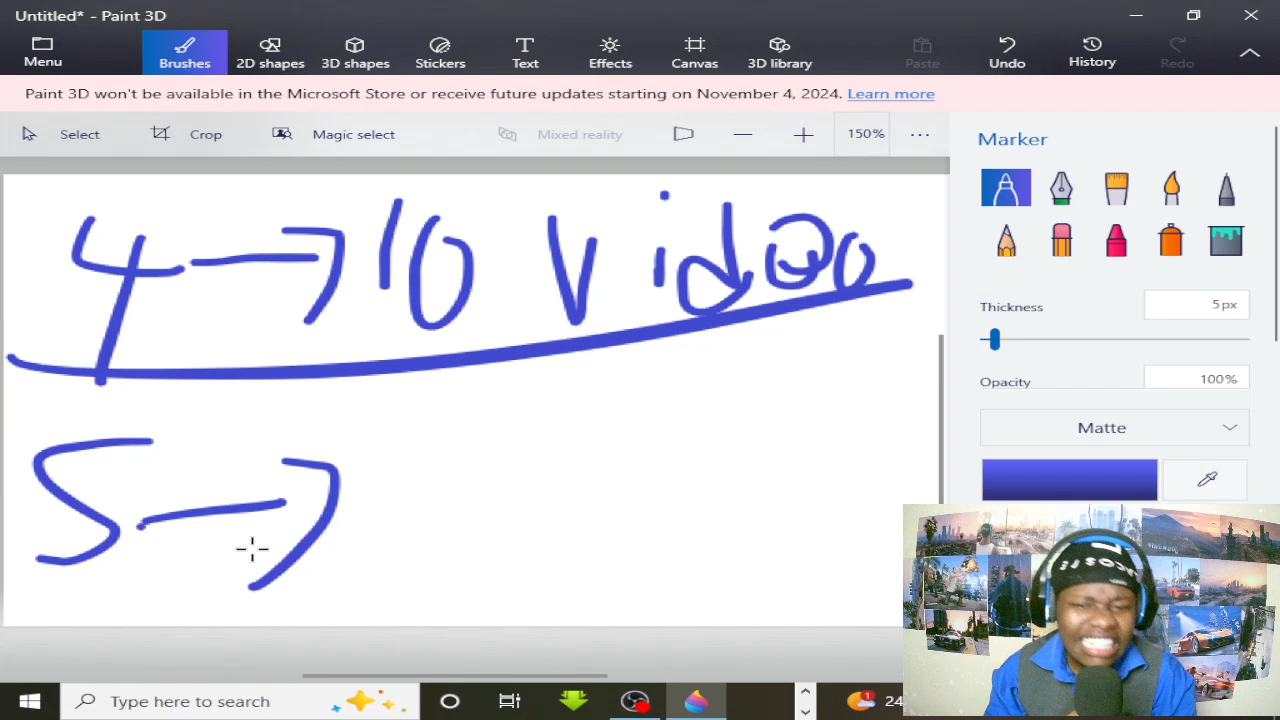 Untitled* - Paint 3D
Menu Brushes 2D shapes 3D shapes Stickers Text Effects Canvas 3D library Paste Undo History Redo
Paint 3D won't be available in the Microsoft Store or receive future updates starting on November 4, 2024. Learn more
Select Crop Magic select Mixed reality 150%
Marker
4 → 10 Video
Thickness 5px
Opacity 100%
Matte
5 →
Type here to search
1
24